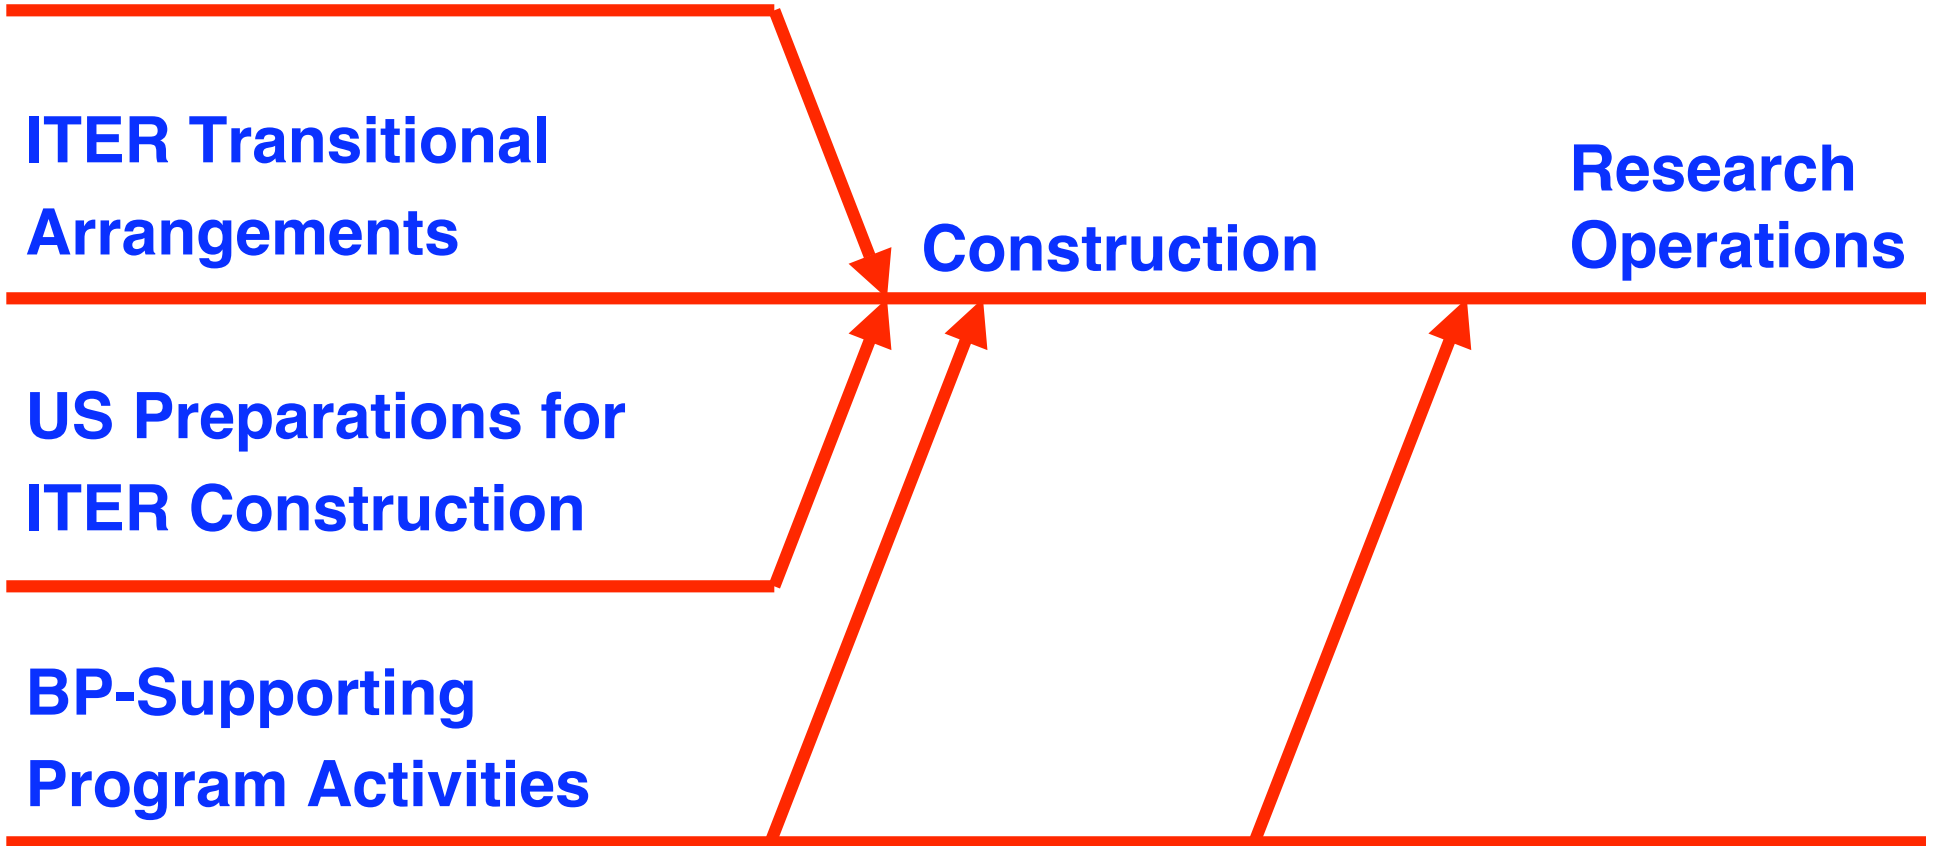 ITER Transitional
Arrangements
Construction
Research
Operations
US Preparations for
ITER Construction
BP-Supporting
Program Activities